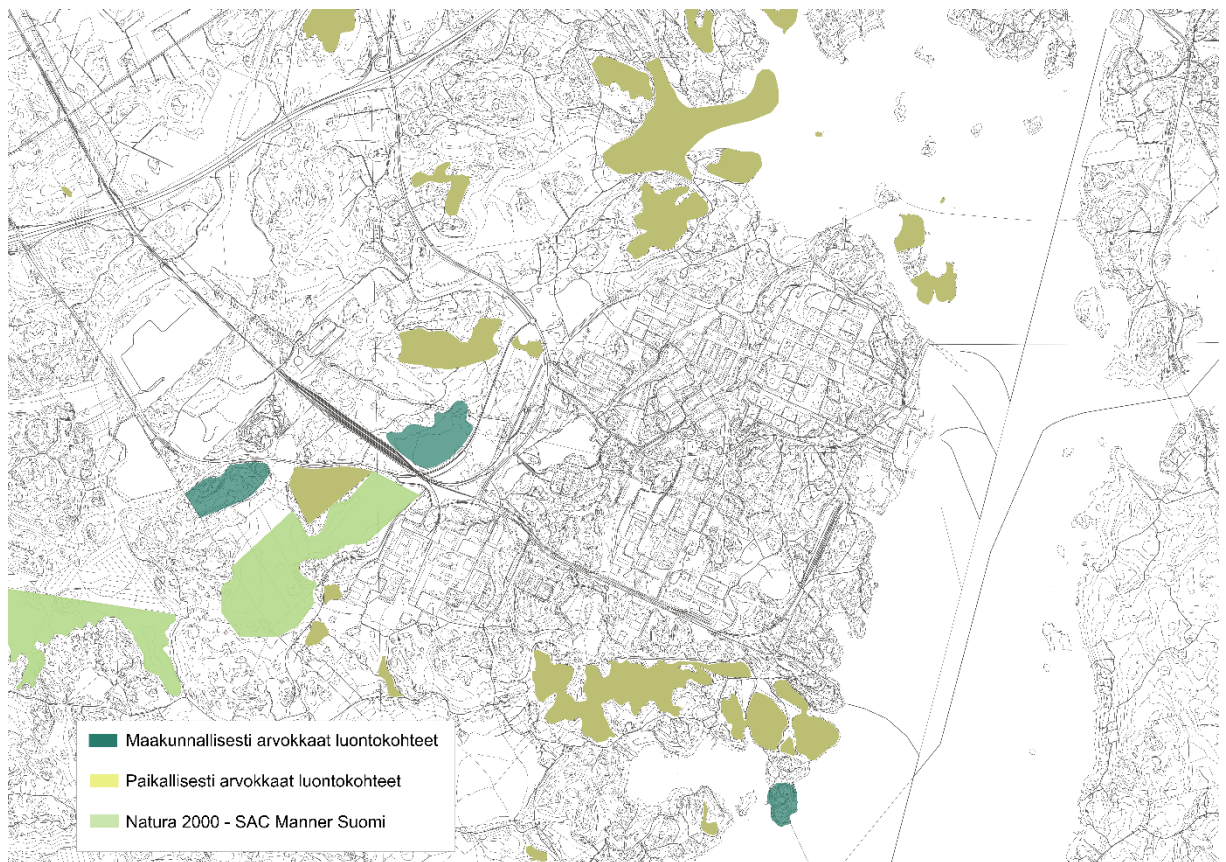 Maakunnallisesti arvokkaat luontokohteet
Paikallisesti arvokkaat luontokohteet
Natura 2000 - SAC Manner Suomi